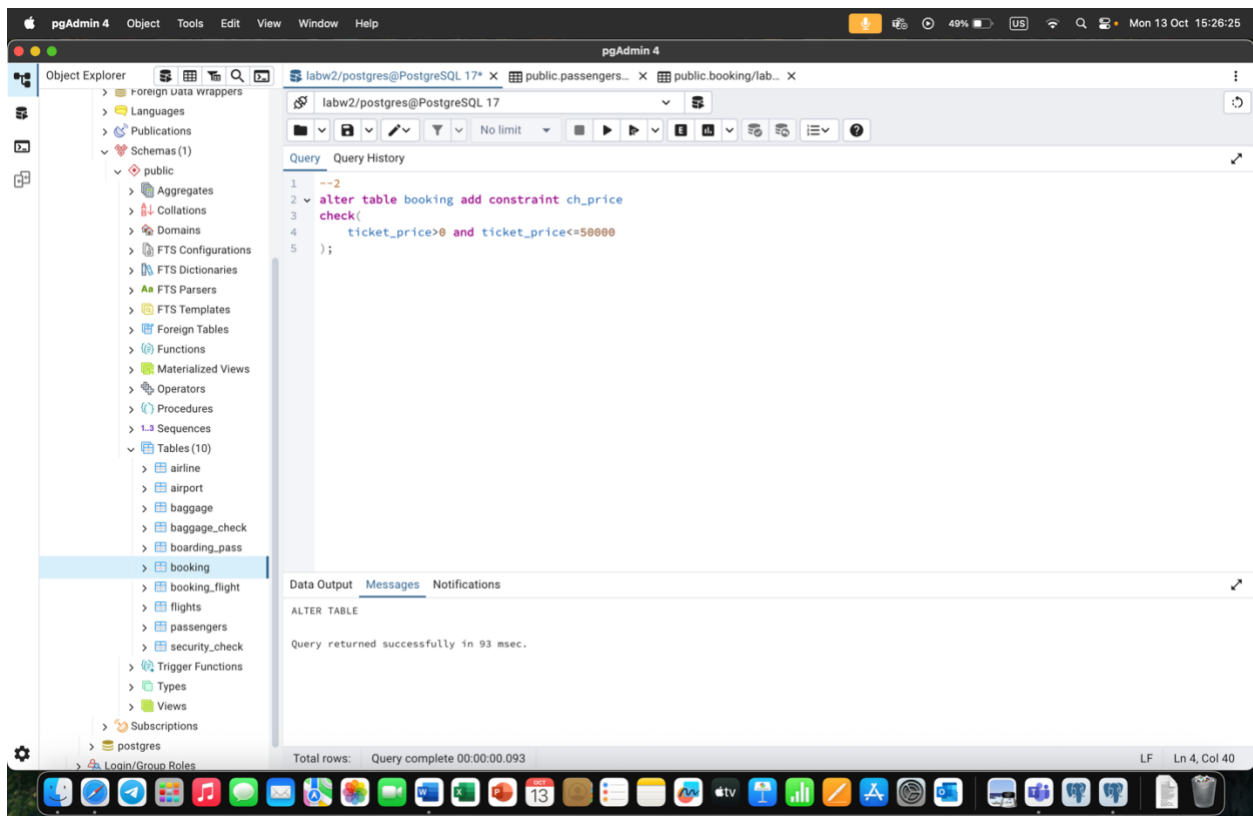 pgAdmin 4 Object Tools Edit View Window Help
49% US Mon 13 Oct 15:26:25
pgAdmin 4
Object Explorer
labw2/postgres@PostgreSQL 17* public.passengers... public.booking/lab...
Foreign Data Wrappers
Languages
Publications
Schemas (1)
public
Aggregates
Collations
Domains
FTS Configurations
FTS Dictionaries
Aa FTS Parsers
FTS Templates
Foreign Tables
Functions
Materialized Views
Operators
Procedures
1..3 Sequences
Tables (10)
airline
airport
baggage
baggage_check
boarding_pass
booking
booking_flight
flights
passengers
security_check
Trigger Functions
Types
Views
Subscriptions
postgres
Login/Group Roles
labw2/postgres@PostgreSQL 17
No limit E
Query Query History
1 --2
2 alter table booking add constraint ch_price
3 check(
4 ticket_price>0 and ticket_price<=50000
5 );
Data Output Messages Notifications
ALTER TABLE
Query returned successfully in 93 msec.
Total rows: Query complete 00:00:00.093 LF Ln 4, Col 40
OCT
13
tv